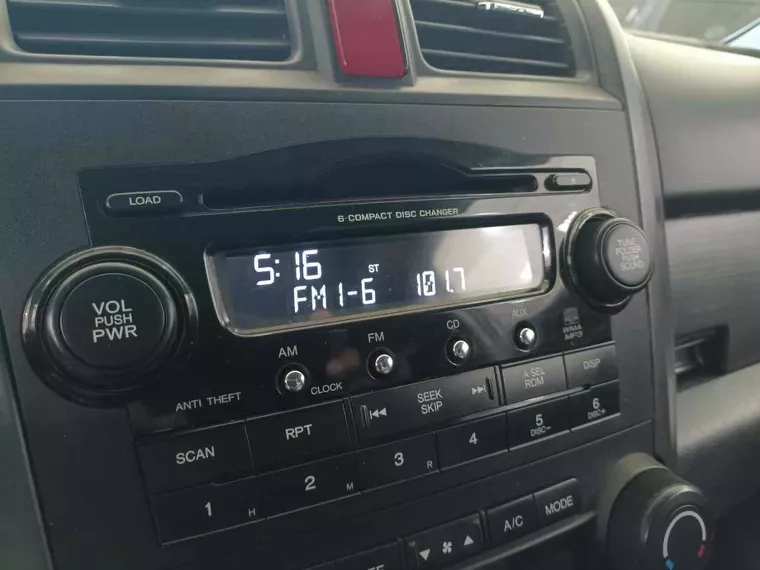 LOAD
6-COMPACT DISC CHANGER
5:16
ST
FM1-6 101.7
VOL
PUSH
PWR
TUNE
FOLDER
PUSH
SOUND
AM
FM
CD
AUX
WMA
MP3
ANTI THEFT
CLOCK
SEEK
SKIP
A.SEL
RDM
DISP
SCAN
RPT
1 H
2 M
3 R
4
5
DISC-
6
DISC+
A/C
MODE